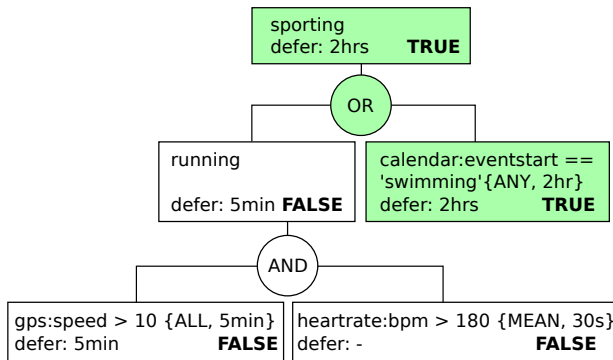 sporting
defer: 2hrs TRUE
OR
running
defer: 5min FALSE
calendar:eventstart ==
'swimming'{ANY, 2hr}
defer: 2hrs TRUE
AND
gps:speed > 10 {ALL, 5min}
defer: 5min FALSE
heartrate:bpm > 180 {MEAN, 30s}
defer: - FALSE